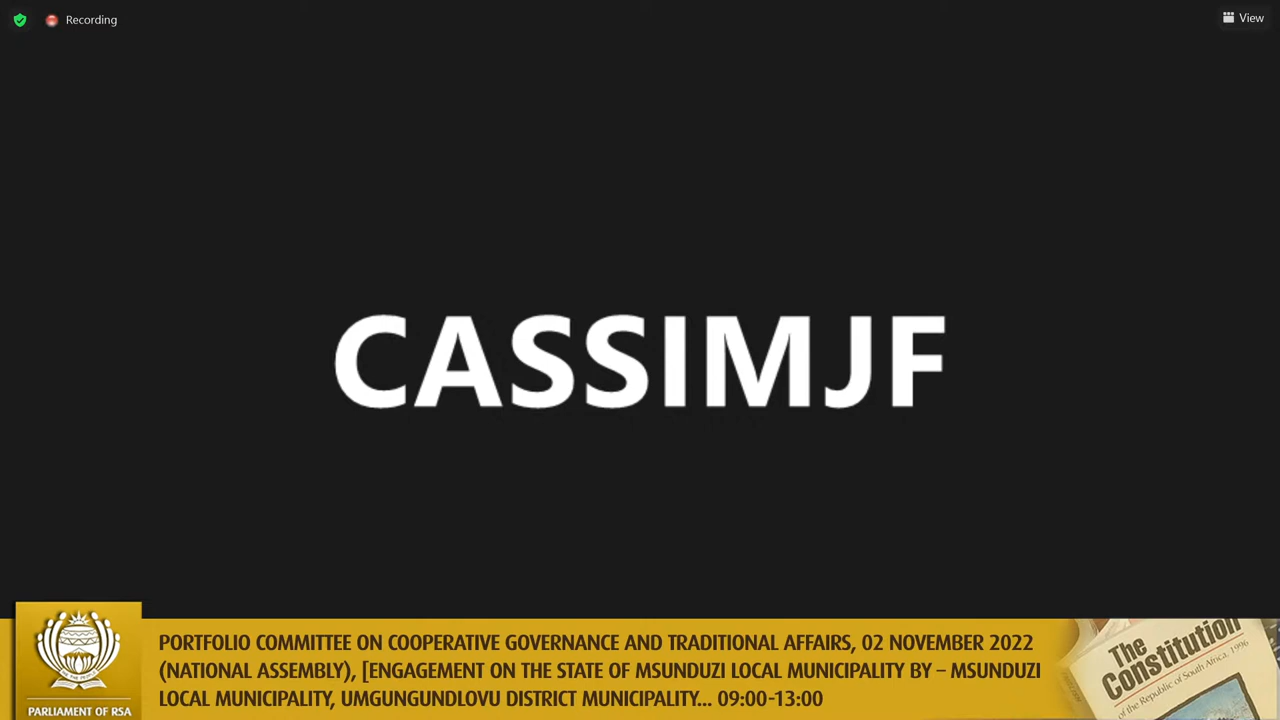 Recording
View
CASSIMJF
PORTFOLIO COMMITTEE ON COOPERATIVE GOVERNANCE AND TRADITIONAL AFFAIRS, 02 NOVEMBER 2022
(NATIONAL ASSEMBLY), [ENGAGEMENT ON THE STATE OF MSUNDUZI LOCAL MUNICIPALITY BY – MSUNDUZI
LOCAL MUNICIPALITY, UMGUNGUNDLOVU DISTRICT MUNICIPALITY... 09:00-13:00
PARLIAMENT OF RSA
The
Constitution
of the Republic of South Africa, 1996